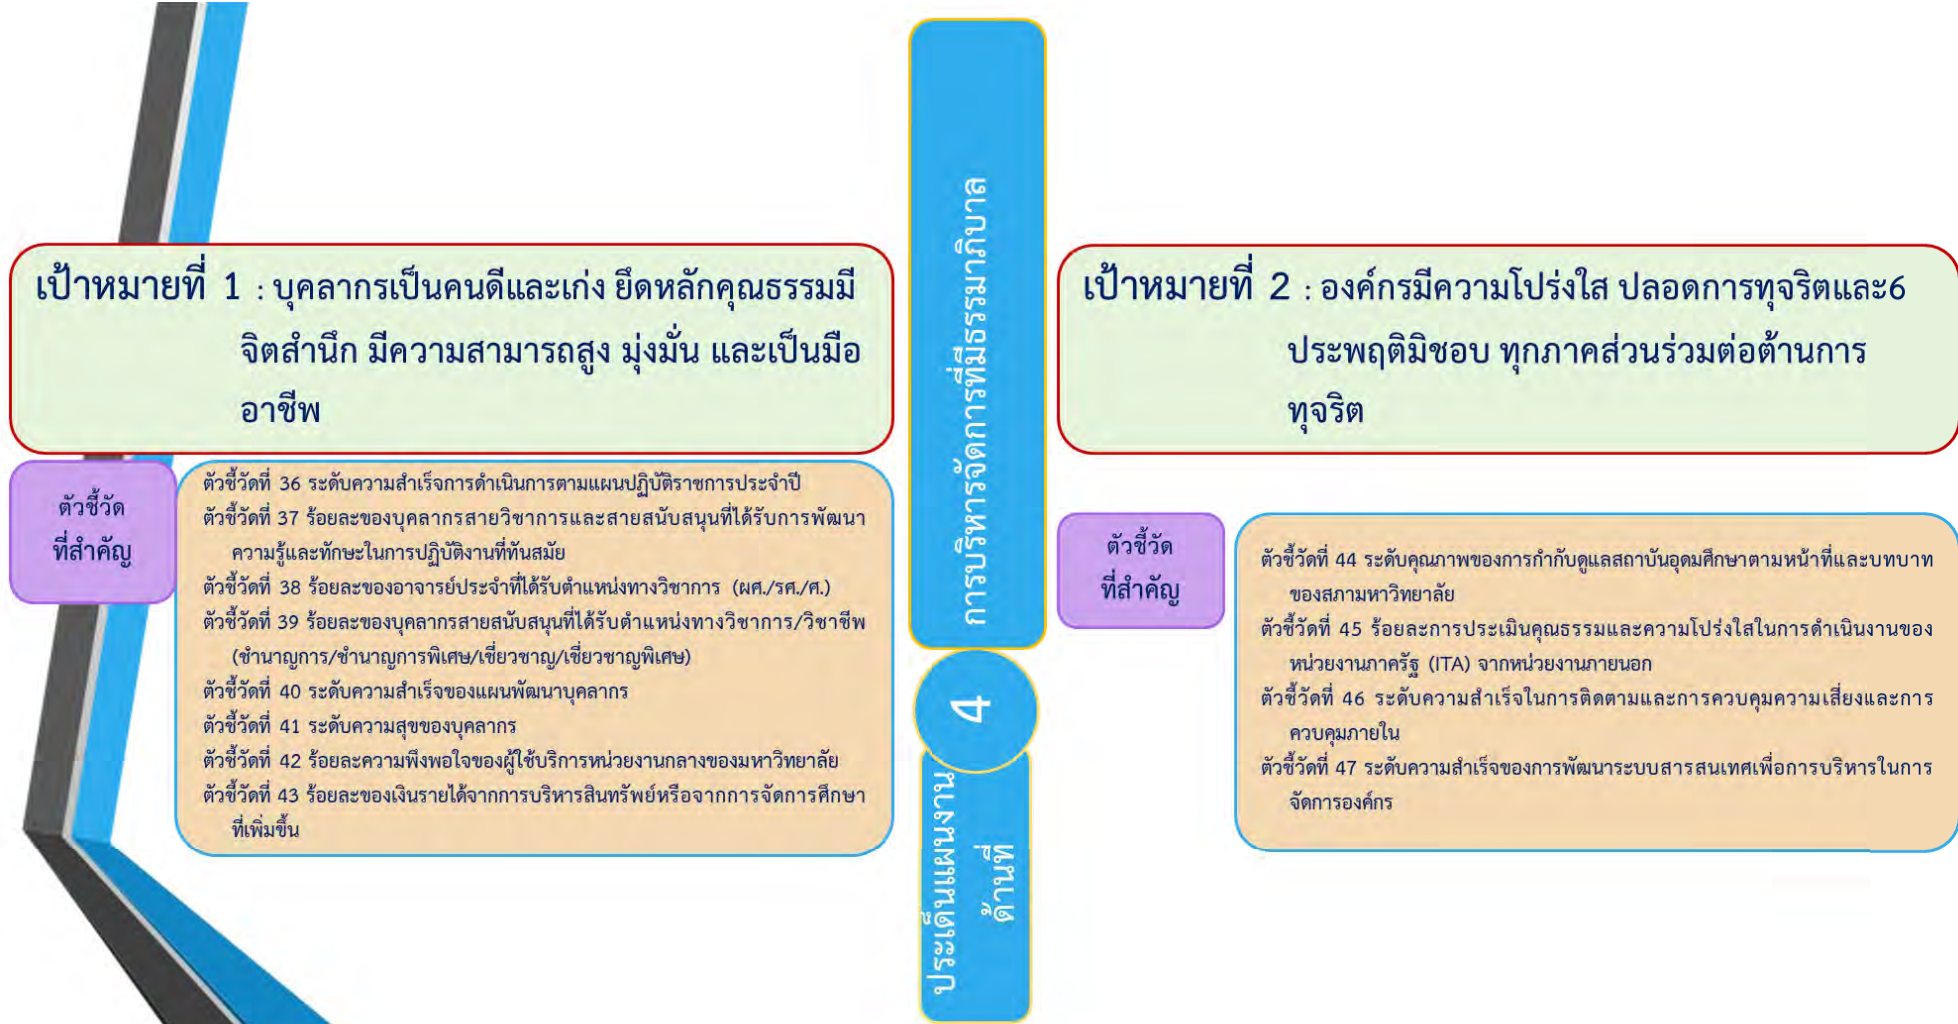 ประเด็นแผนงาน
ด้านที่
4
การบริหารจัดการที่มีธรรมาภิบาล
เป้าหมายที่ 1 : บุคลากรเป็นคนดีและเก่ง ยึดหลักคุณธรรมมี
จิตสำนึก มีความสามารถสูง มุ่งมั่น และเป็นมือ
อาชีพ
ตัวชี้วัด
ที่สำคัญ
ตัวชี้วัดที่ 36 ระดับความสำเร็จการดำเนินการตามแผนปฏิบัติราชการประจำปี
ตัวชี้วัดที่ 37 ร้อยละของบุคลากรสายวิชาการและสายสนับสนุนที่ได้รับการพัฒนา
ความรู้และทักษะในการปฏิบัติงานที่ทันสมัย
ตัวชี้วัดที่ 38 ร้อยละของอาจารย์ประจำที่ได้รับตำแหน่งทางวิชาการ (ผศ./รศ./ศ.)
ตัวชี้วัดที่ 39 ร้อยละของบุคลากรสายสนับสนุนที่ได้รับตำแหน่งทางวิชาการ/วิชาชีพ
(ชำนาญการ/ชำนาญการพิเศษ/เชี่ยวชาญ/เชี่ยวชาญพิเศษ)
ตัวชี้วัดที่ 40 ระดับความสำเร็จของแผนพัฒนาบุคลากร
ตัวชี้วัดที่ 41 ระดับความสุขของบุคลากร
ตัวชี้วัดที่ 42 ร้อยละความพึงพอใจของผู้ใช้บริการหน่วยงานกลางของมหาวิทยาลัย
ตัวชี้วัดที่ 43 ร้อยละของเงินรายได้จากการบริหารสินทรัพย์หรือจากการจัดการศึกษา
ที่เพิ่มขึ้น
เป้าหมายที่ 2 : องค์กรมีความโปร่งใส ปลอดการทุจริตและ6
ประพฤติมิชอบ ทุกภาคส่วนร่วมต่อต้านการ
ทุจริต
ตัวชี้วัด
ที่สำคัญ
ตัวชี้วัดที่ 44 ระดับคุณภาพของการกำกับดูแลสถาบันอุดมศึกษาตามหน้าที่และบทบาท
ของสภามหาวิทยาลัย
ตัวชี้วัดที่ 45 ร้อยละการประเมินคุณธรรมและความโปร่งใสในการดำเนินงานของ
หน่วยงานภาครัฐ (ITA) จากหน่วยงานภายนอก
ตัวชี้วัดที่ 46 ระดับความสำเร็จในการติดตามและการควบคุมความเสี่ยงและการ
ควบคุมภายใน
ตัวชี้วัดที่ 47 ระดับความสำเร็จของการพัฒนาระบบสารสนเทศเพื่อการบริหารในการ
จัดการองค์กร